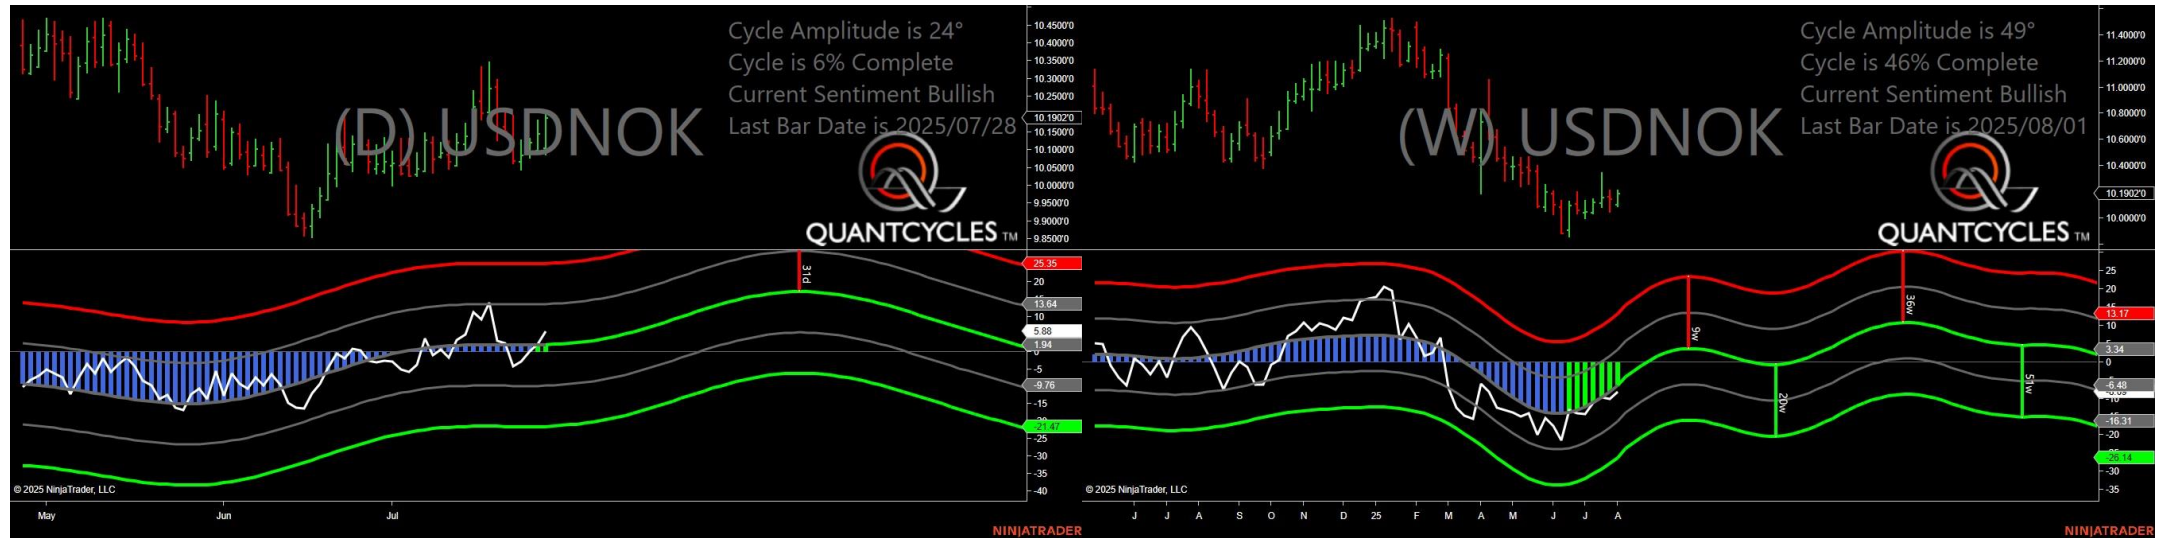 Cycle Amplitude is 24°
Cycle is 6% Complete
Current Sentiment Bullish
Last Bar Date is 2025/07/28
(D) USDNOK
QUANTCYCLES TM
10.4500'0
10.4000'0
10.3500'0
10.3000'0
10.2500'0
10.1902'0
10.1500'0
10.1000'0
10.0500'0
10.0000'0
9.9500'0
9.9000'0
9.8500'0
31d
25.35
20
13.64
10
5.88
1.94
0
-5
-9.76
-15
-21.47
-25
-30
-35
-40
© 2025 NinjaTrader, LLC
May
Jun
Jul
NINJATRADER
Cycle Amplitude is 49°
Cycle is 46% Complete
Current Sentiment Bullish
Last Bar Date is 2025/08/01
(W) USDNOK
QUANTCYCLES TM
11.4000'0
11.2000'0
11.0000'0
10.8000'0
10.6000'0
10.4000'0
10.1902'0
10.0000'0
9w
20w
36w
51w
25
20
15
13.17
10
5
3.34
0
-6.48
-10
-16.31
-20
-26.14
-30
-35
© 2025 NinjaTrader, LLC
J J A S O N D 25 F M A M J J A
NINJATRADER